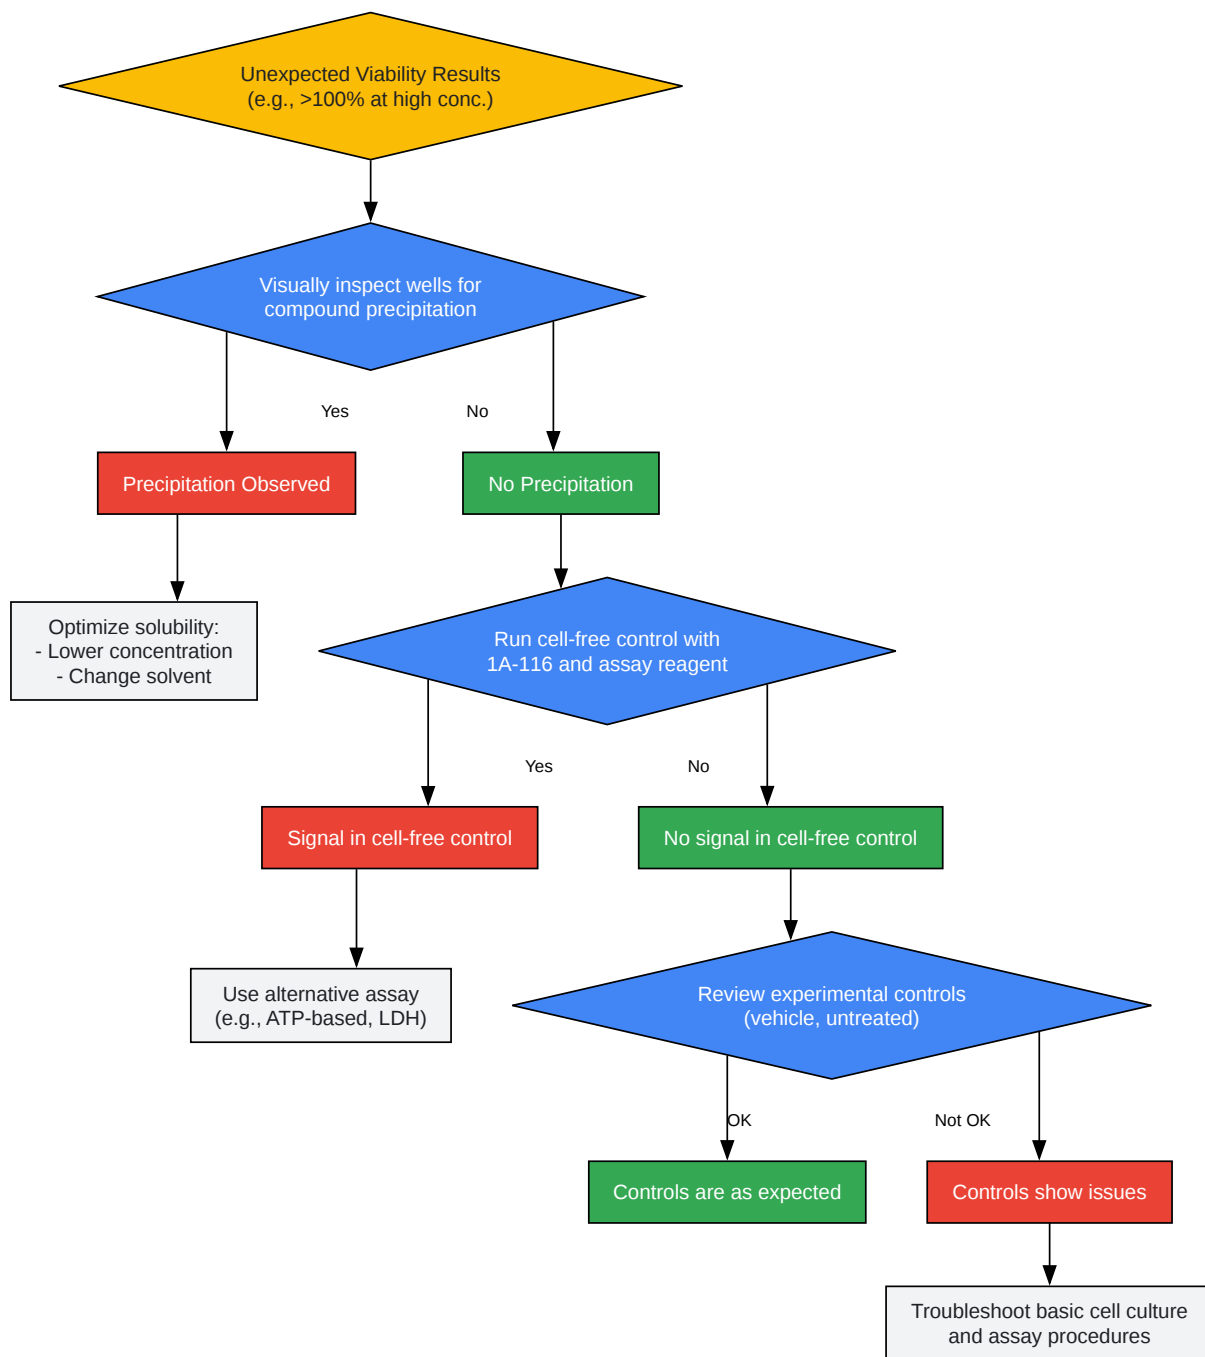 Unexpected Viability Results
(e.g., >100% at high conc.)
Visually inspect wells for
compound precipitation
Yes
No
Precipitation Observed
No Precipitation
Optimize solubility:
- Lower concentration
- Change solvent
Run cell-free control with
1A-116 and assay reagent
Yes
No
Signal in cell-free control
No signal in cell-free control
Use alternative assay
(e.g., ATP-based, LDH)
Review experimental controls
(vehicle, untreated)
OK
Not OK
Controls are as expected
Controls show issues
Troubleshoot basic cell culture
and assay procedures